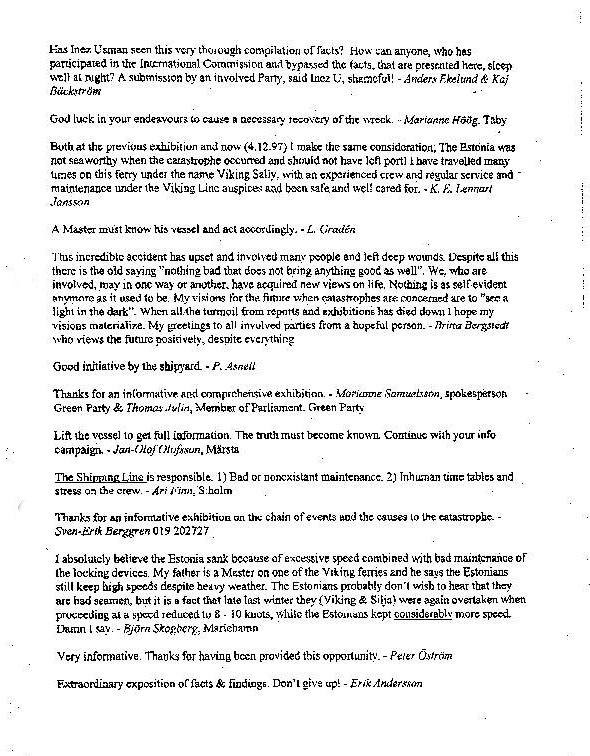 Has Inez Usman seen this very thorough compilation of facts? How can anyone, who has
participated in the International Commission and bypassed the facts, that are presented here, sleep
well at night? A submission by an involved Party, said Inez U, shameful! - Anders Ekelund & Kaj
Bäckström
God luck in your endeavours to cause a necessary recovery of the wreck. - Marianne Höög, Täby
Both at the previous exhibition and now (4.12.97) I make the same consideration; The Estonia was
not seaworthy when the catastrophe occurred and should not have left port! I have travelled many
times on this ferry under the name Viking Sally, with an experienced crew and regular service and
maintenance under the Viking Line auspices and been safe and well cared for. - K. E. Lennart
Jansson
A Master must know his vessel and act accordingly. - L. Gradén
This incredible accident has upset and involved many people and left deep wounds. Despite all this
there is the old saying "nothing bad that does not bring anything good as well". We, who are
involved, may in one way or another, have acquired new views on life. Nothing is as self evident
anymore as it used to be. My visions for the future when catastrophes are concerned are to "see a
light in the dark". When all the turmoil from reports and exhibitions has died down I hope my
visions materialize. My greetings to all involved parties from a hopeful person. - Britta Bergstedt
who views the future positively, despite everything
Good initiative by the shipyard. - P. Asnell
Thanks for an informative and comprehensive exhibition. - Marianne Samuelsson, spokesperson
Green Party & Thomas Julin, Member of Parliament. Green Party
Lift the vessel to get full information. The truth must become known. Continue with your info
campaign. - Jan-Olof Olofsson, Märsta
The Shipping Line is responsible. 1) Bad or nonexistant maintenance. 2) Inhuman time tables and
stress on the crew. - Ari Finn, S:holm
Thanks for an informative exhibition on the chain of events and the causes to the catastrophe. -
Sven-Erik Berggren 019 202727
I absolutely believe the Estonia sank because of excessive speed combined with bad maintenance of
the locking devices. My father is a Master on one of the Viking ferries and he says the Estonians
still keep high speeds despite heavy weather. The Estonians probably don't wish to hear that they
are bad seamen, but it is a fact that late last winter they (Viking & Silja) were again overtaken when
proceeding at a speed reduced to 8 - 10 knots, while the Estonians kept considerably more speed.
Damn I say. - Björn Skogberg, Mariehamn
Very informative. Thanks for having been provided this opportunity. - Peter Öström
Extraordinary exposition of facts & findings. Don't give up! - Erik Andersson